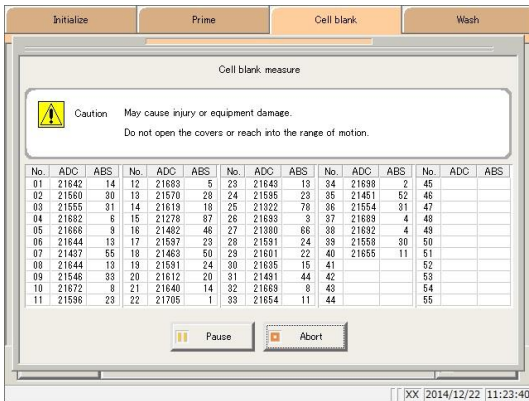 Initialize Prime Cell blank Wash
Cell blank measure
Caution May cause injury or equipment damage.
Do not open the covers or reach into the range of motion.
No. ADC ABS No. ADC ABS No. ADC ABS No. ADC ABS No. ADC ABS
01 21642 14 12 21683 5 23 21643 13 34 21698 2 45
02 21560 30 13 21570 28 24 21595 23 35 21451 52 46
03 21555 31 14 21619 18 25 21322 78 36 21554 31 47
04 21682 6 15 21278 87 26 21693 3 37 21689 4 48
05 21666 9 16 21482 46 27 21380 66 38 21692 4 49
06 21644 13 17 21597 23 28 21591 24 39 21558 30 50
07 21437 55 18 21463 50 29 21601 22 40 21655 11 51
08 21644 13 19 21591 24 30 21635 15 41 52
09 21546 33 20 21612 20 31 21491 44 42 53
10 21672 8 21 21640 14 32 21669 8 43 54
11 21596 23 22 21705 1 33 21654 11 44 55
Pause Abort
XX 2014/12/22 11:23:40